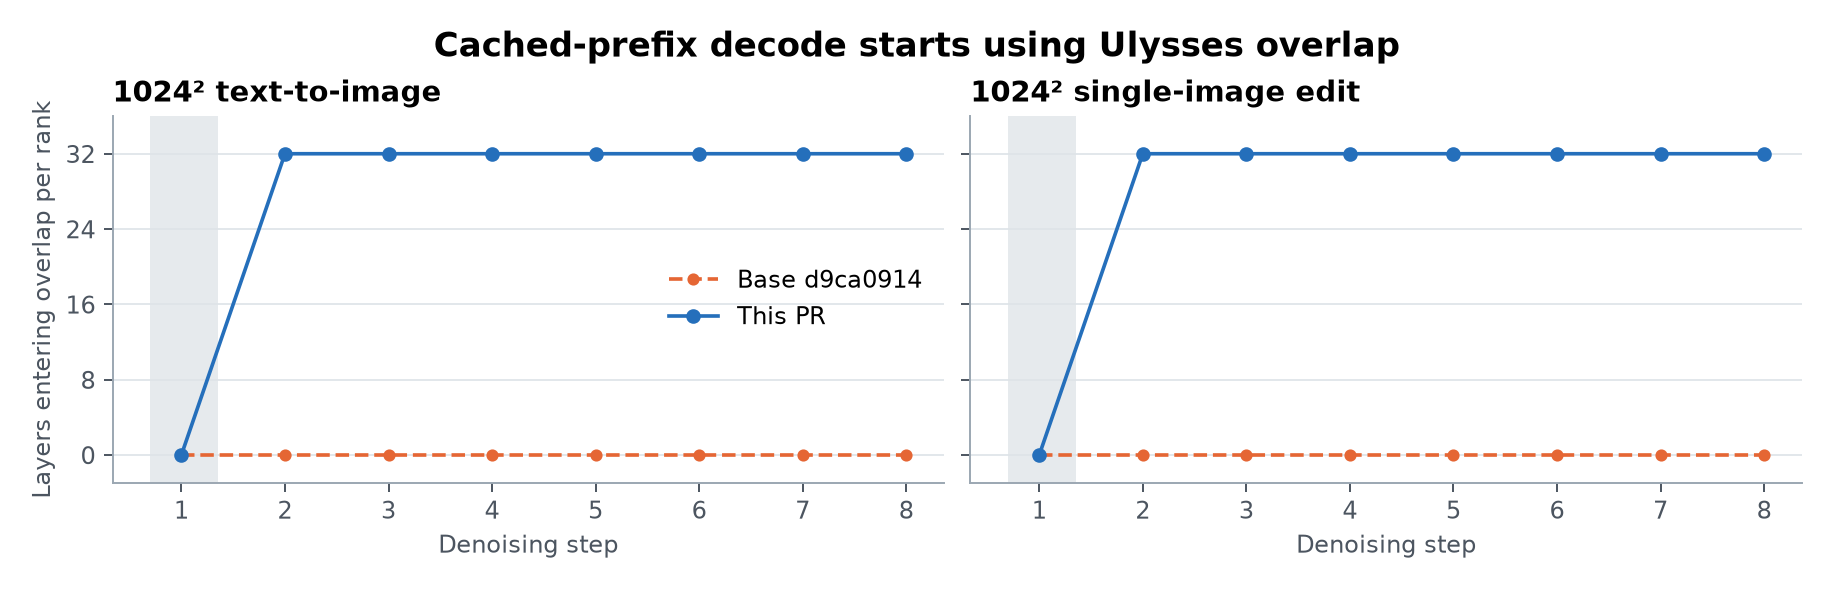 Cached-prefix decode starts using Ulysses overlap
1024² text-to-image
Layers entering overlap per rank
32
24
16
8
0
Base d9ca0914
This PR
1 2 3 4 5 6 7 8
Denoising step
1024² single-image edit
1 2 3 4 5 6 7 8
Denoising step